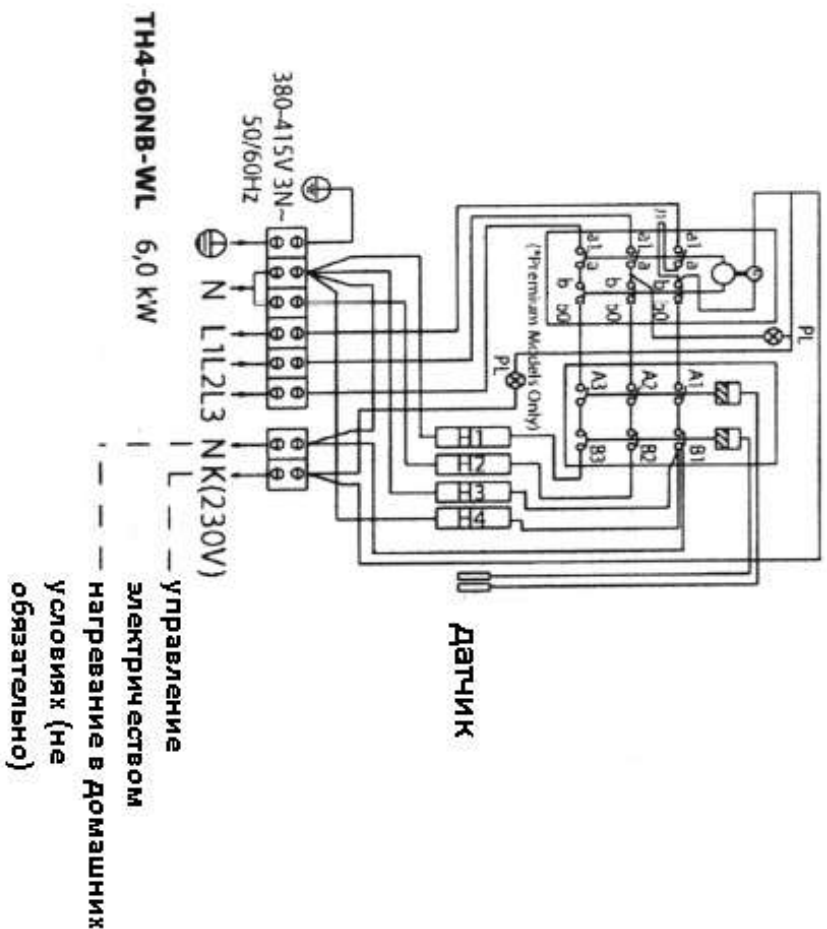 TH4-60NB-WL 6,0 kW
380-415V 3N~
50/60Hz
N L1L2L3 N K(230V)
a1 a b b0
a1 a b b0
a1 a b b0
(*Premium Models Only)
PL
PL
A1 B1
A2 B2
A3 B3
H1
H2
H3
H4
датчик
управление
электричеством
нагревание в домашних
условиях (не
обязательно)